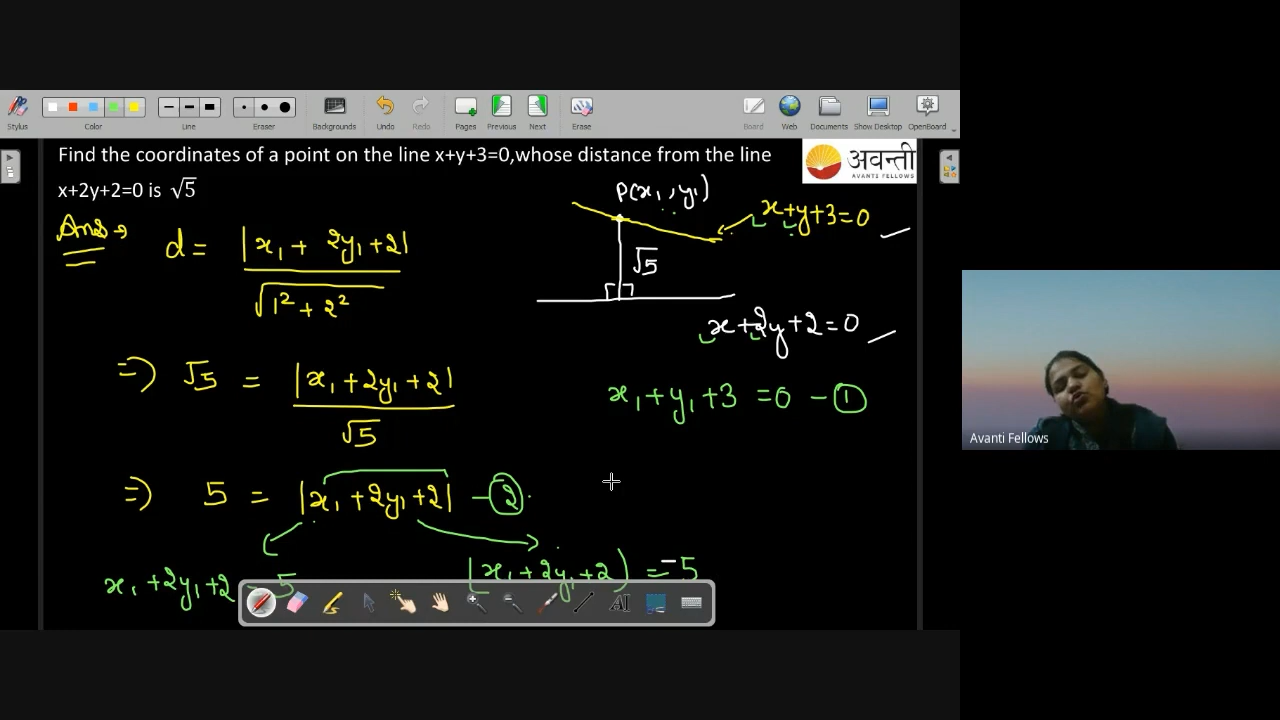 Stylus
Color
Line
Eraser
Backgrounds
Undo
Redo
Pages
Previous
Next
Erase
Board
Web
Documents
Show Desktop
OpenBoard
Find the coordinates of a point on the line x+y+3=0,whose distance from the line
x+2y+2=0 is √5
अवन्ती
AVANTI FELLOWS
P(x₁, y₁)
x+y+3=0
Ans→
d = |x₁ + 2y₁+2|
√1² + 2²
√5
x+2y+2=0
⇒ √5 = |x₁+2y₁+2|
√5
x₁+y₁+3 =0 - ①
⇒ 5 = |x₁+2y₁+2| - ②
x₁+2y₁+2 = 5
(x₁+2y₁+2) = -5
AI
Avanti Fellows